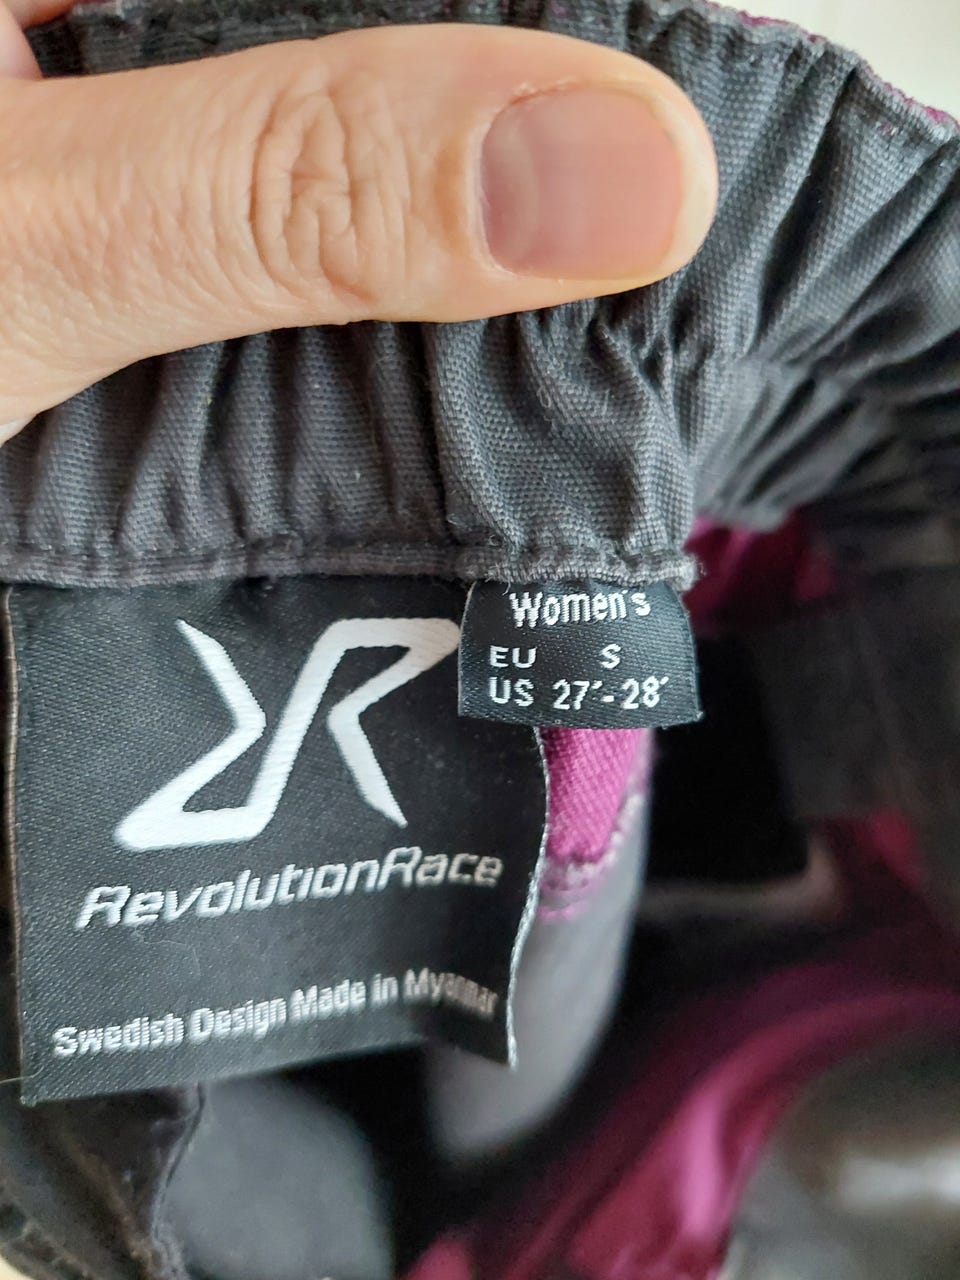 Women's
EU S
US 27"-28"
RevolutionRace
Swedish Design Made in Myanmar